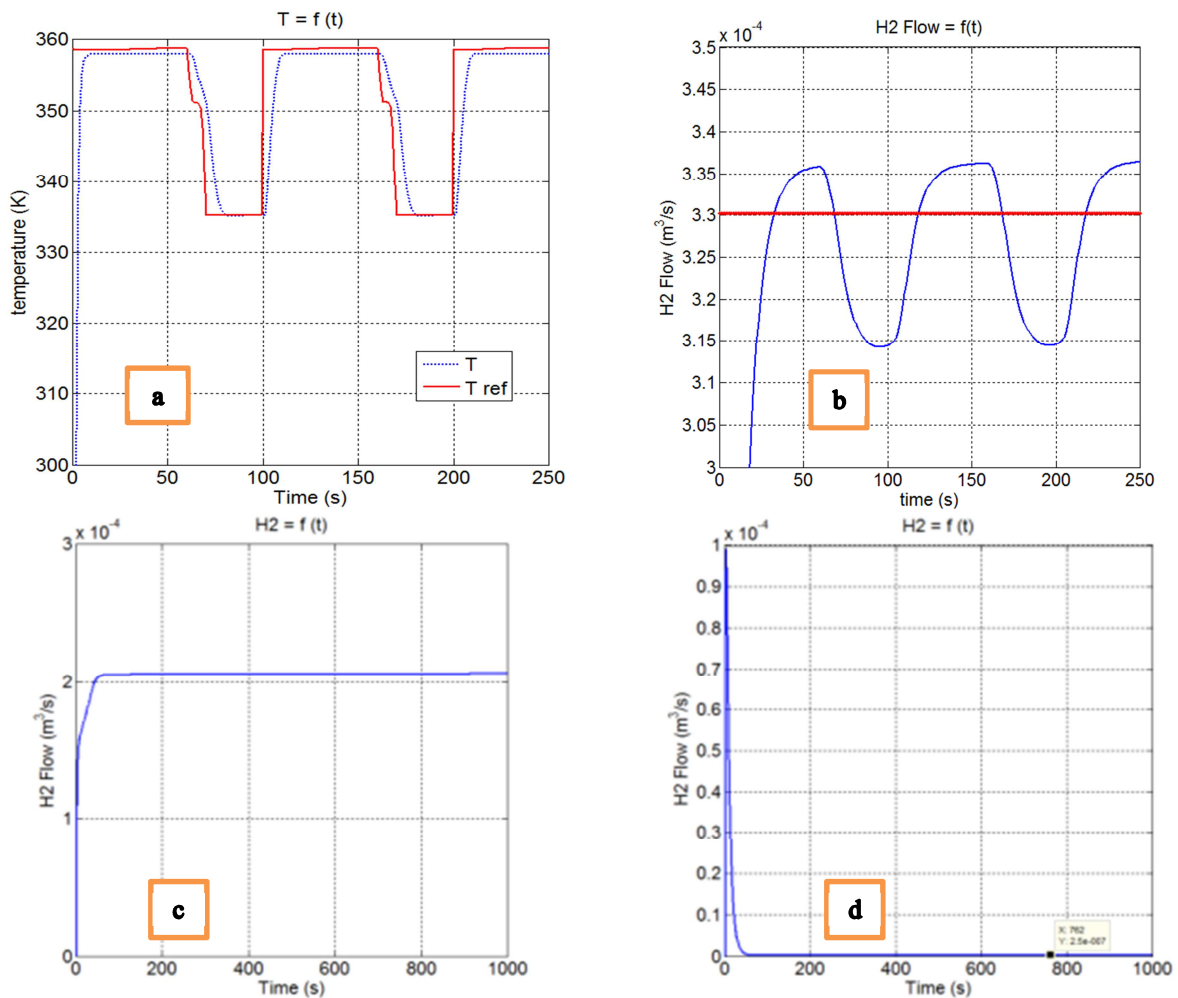 T = f (t)
360
350
340
330
320
310
300
temperature (K)
0
50
100
150
200
250
Time (s)
T
T ref
a
H2 Flow = f(t)
x 10-4
3.5
3.45
3.4
3.35
3.3
3.25
3.2
3.15
3.1
3.05
3
H2 Flow (m3/s)
0
50
100
150
200
250
time (s)
b
H2 = f (t)
x 10-4
3
2
1
0
H2 Flow (m3/s)
0
200
400
600
800
1000
Time (s)
c
H2 = f (t)
x 10-4
1
0.9
0.8
0.7
0.6
0.5
0.4
0.3
0.2
0.1
0
H2 Flow (m3/s)
0
200
400
600
800
1000
Time (s)
d
X: 762
Y: 2.5e-007